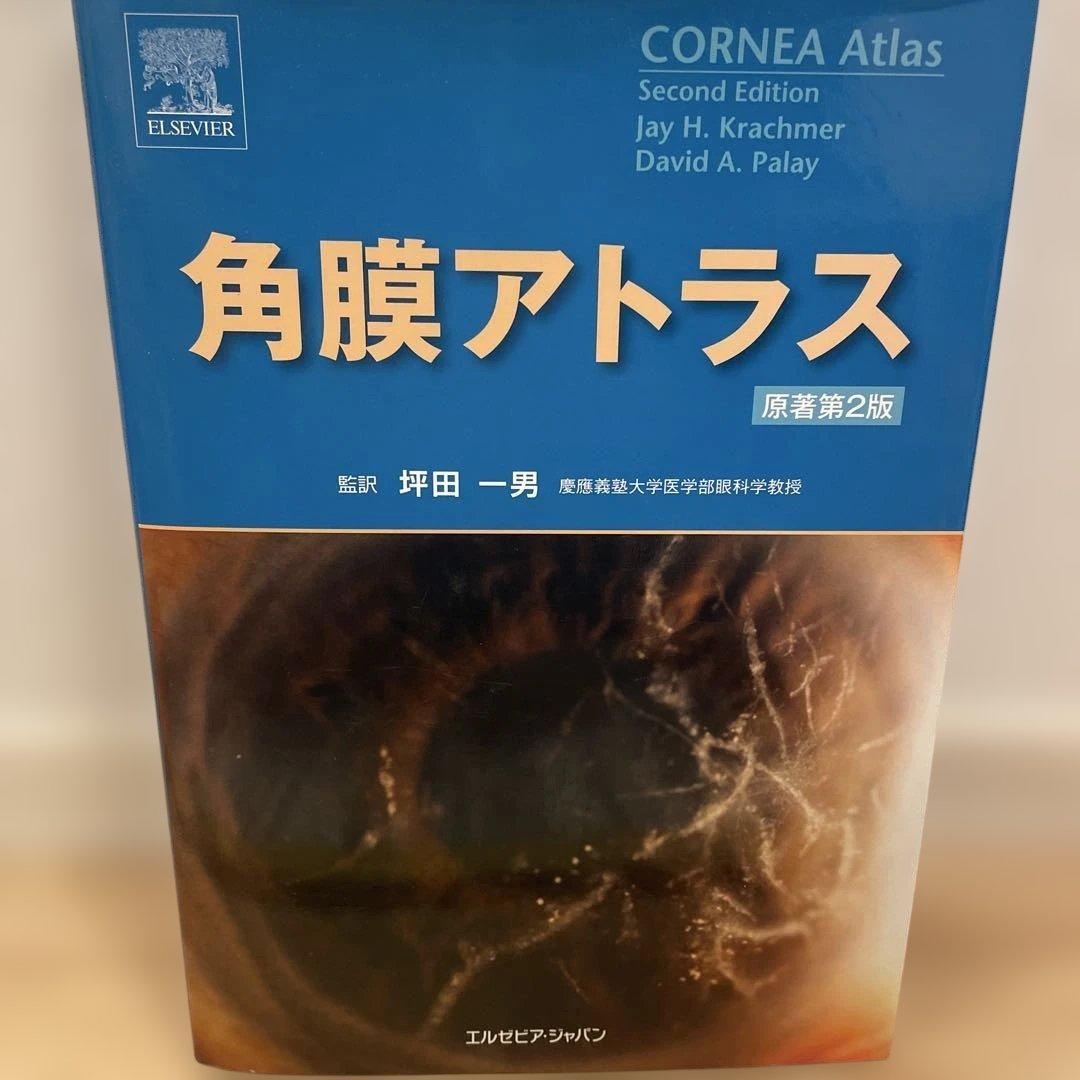 ELSEVIER
CORNEA Atlas
Second Edition
Jay H. Krachmer
David A. Palay
角膜アトラス
原著第2版
監訳 坪田 一男 慶應義塾大学医学部眼科学教授
エルゼビア・ジャパン